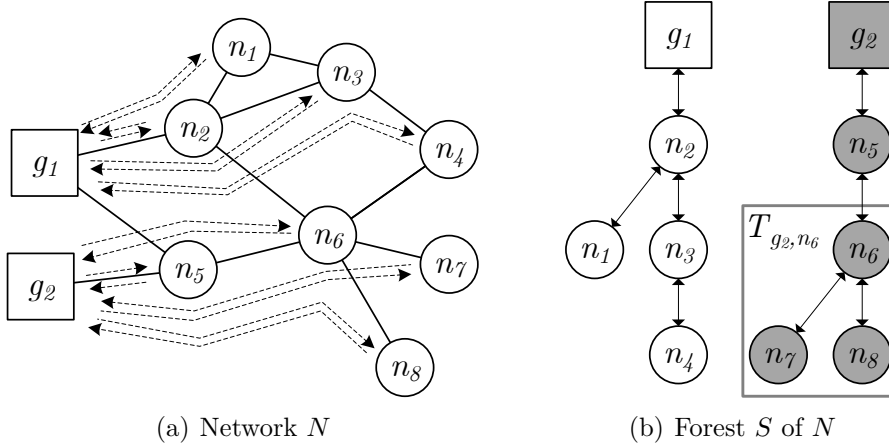 n1
n3
n2
n4
g1
n6
n5
n7
g2
n8
(a) Network N
g1 g2
n2 n5
T g2,n6
n1 n3 n6
n4 n7 n8
(b) Forest S of N